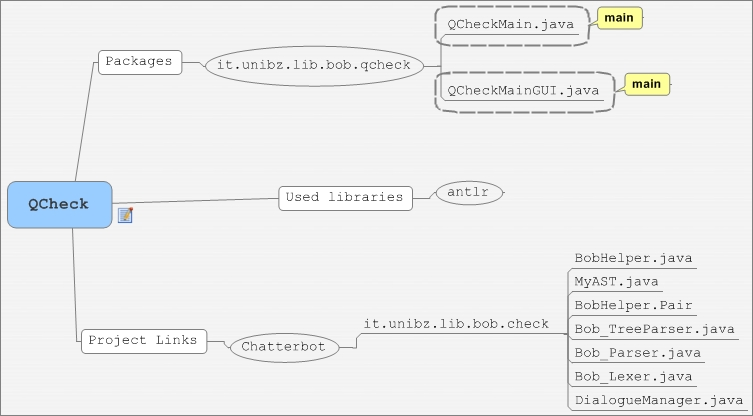 QCheckMain.java
main
Packages
it.unibz.lib.bob.qcheck
QCheckMainGUI.java
main
QCheck
Used libraries
antlr
Project Links
Chatterbot
it.unibz.lib.bob.check
BobHelper.java
MyAST.java
BobHelper.Pair
Bob_TreeParser.java
Bob_Parser.java
Bob_Lexer.java
DialogueManager.java